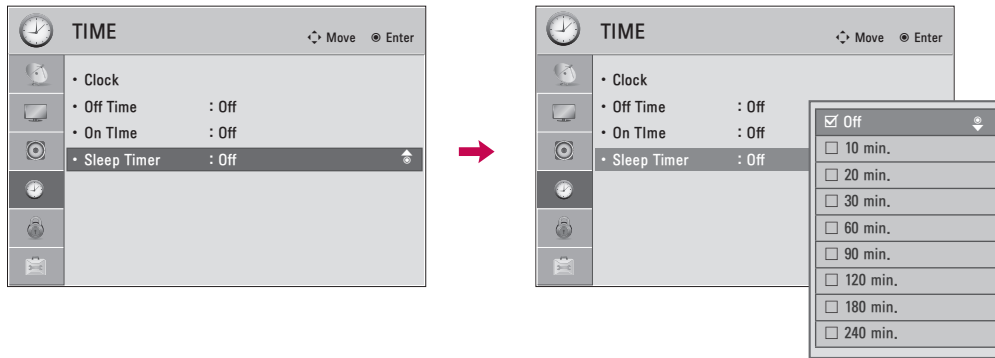 TIME
Move Enter
• Clock
• Off Time : Off
• On TIme : Off
• Sleep Timer : Off
TIME
Move Enter
• Clock
• Off Time : Off
• On TIme : Off
• Sleep Timer : Off
☑ Off
☐ 10 min.
☐ 20 min.
☐ 30 min.
☐ 60 min.
☐ 90 min.
☐ 120 min.
☐ 180 min.
☐ 240 min.